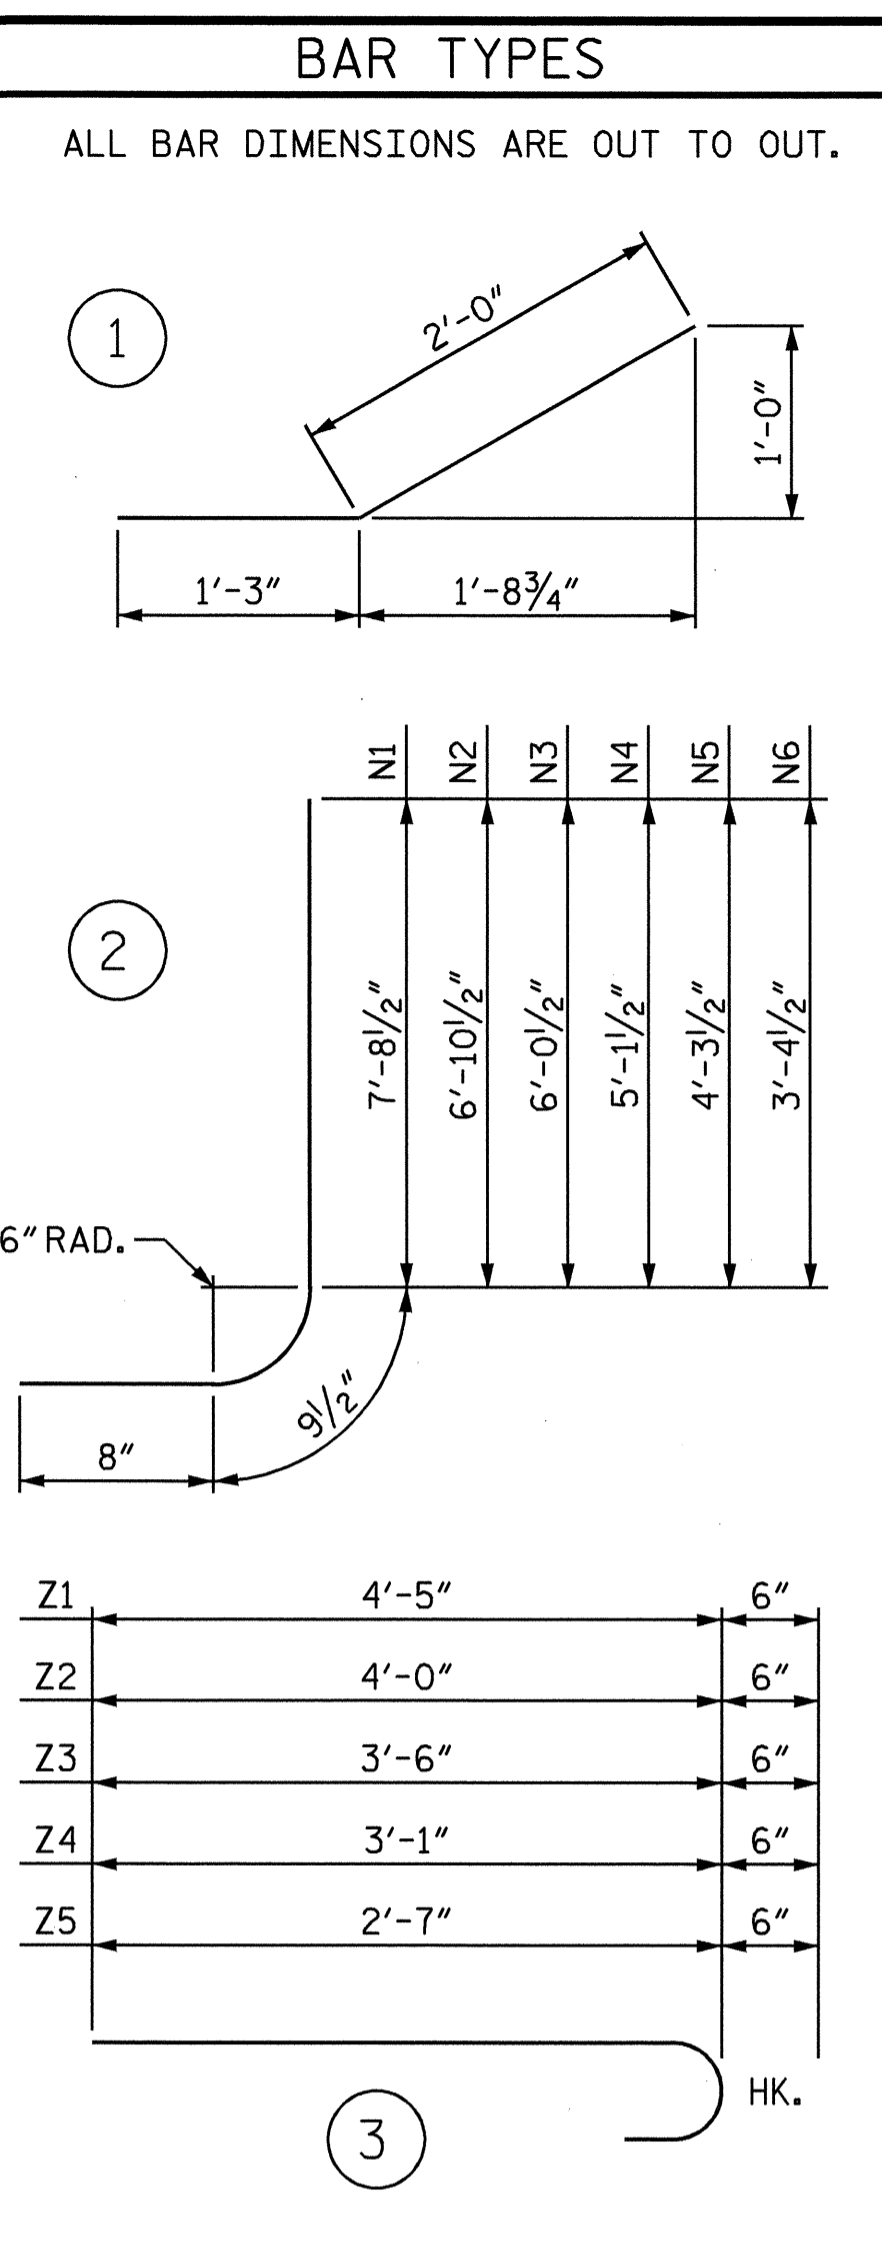 BAR TYPES
ALL BAR DIMENSIONS ARE OUT TO OUT.
1
2'-0"
1'-0"
1'-3"
1'-8¾"
N1 N2 N3 N4 N5 N6
2
7'-8½" 6'-10½" 6'-0½" 5'-1½" 4'-3½" 3'-4½"
6" RAD.
9½"
8"
Z1 4'-5" 6"
Z2 4'-0" 6"
Z3 3'-6" 6"
Z4 3'-1" 6"
Z5 2'-7" 6"
HK.
3